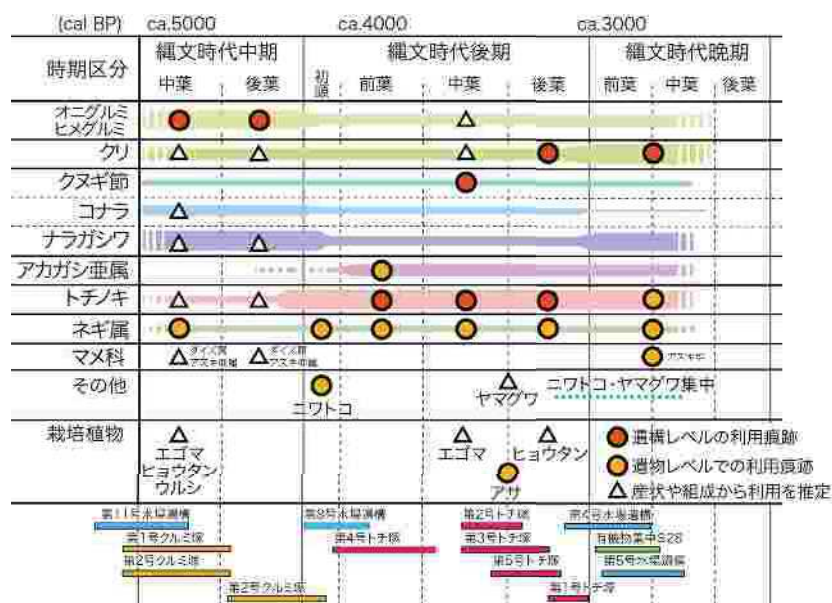 (cal BP) ca.5000 ca.4000 ca.3000
時期区分
縄文時代中期 縄文時代後期 縄文時代晩期
中葉 後葉 初頭 前葉 中葉 後葉 前葉 中葉 後葉
オニグルミ
ヒメグルミ
クリ
クヌギ節
コナラ
ナラガシワ
アカガシ亜属
トチノキ
ネギ属
マメ科
ダイズ属
アズキ亜属
ダイズ属
アズキ亜属
その他
ニワトコ
ヤマグワ
ニワトコ・ヤマグワ集中
栽培植物
エゴマ
ヒョウタン
ウルシ
エゴマ
ヒョウタン
アサ
遺構レベルの利用痕跡
遺物レベルでの利用痕跡
産状や組成から利用を推定
第11号水場遺構 第9号水場遺構 第2号トチ塚 第4号水場遺構
第1号クルミ塚 第4号トチ塚 第3号トチ塚 有機物集中S28
第2号クルミ塚 第5号トチ塚 第5号水場遺構
第2号クルミ塚 第1号トチ塚